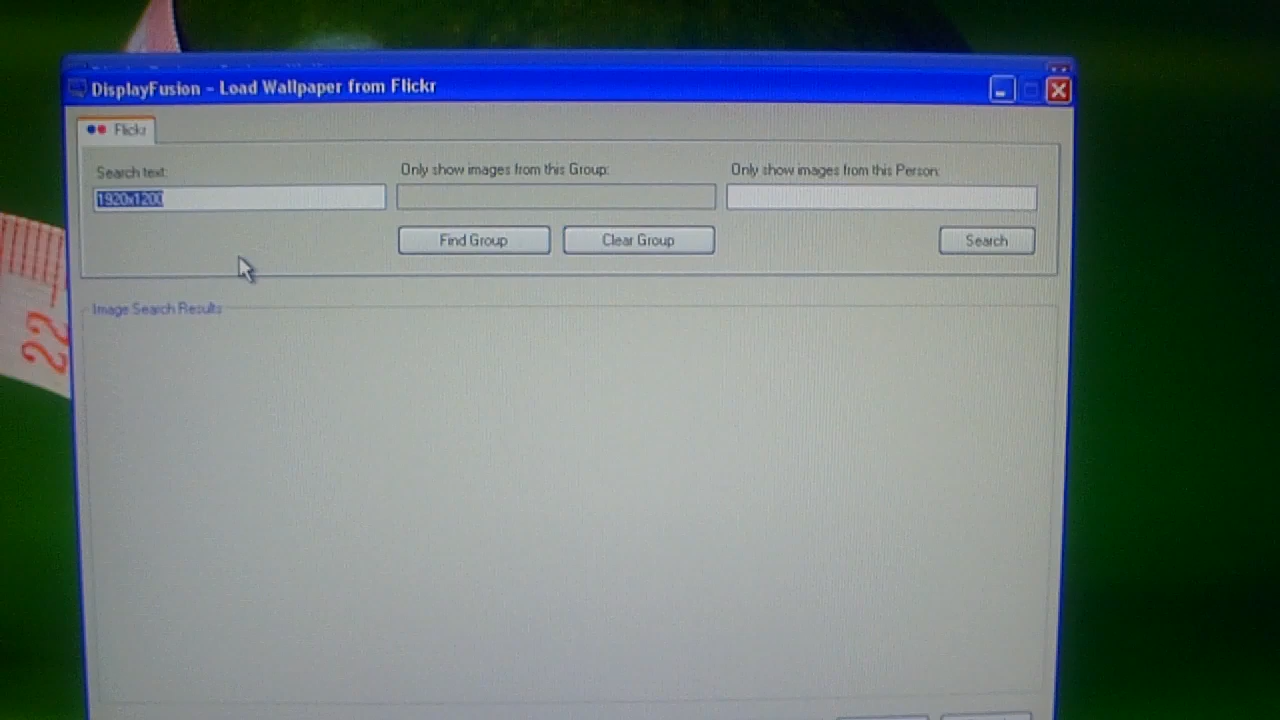 DisplayFusion - Load Wallpaper from Flickr
Flickr
Search text:
Only show images from this Group:
Only show images from this Person:
1920x1200
Find Group
Clear Group
Search
Image Search Results
22